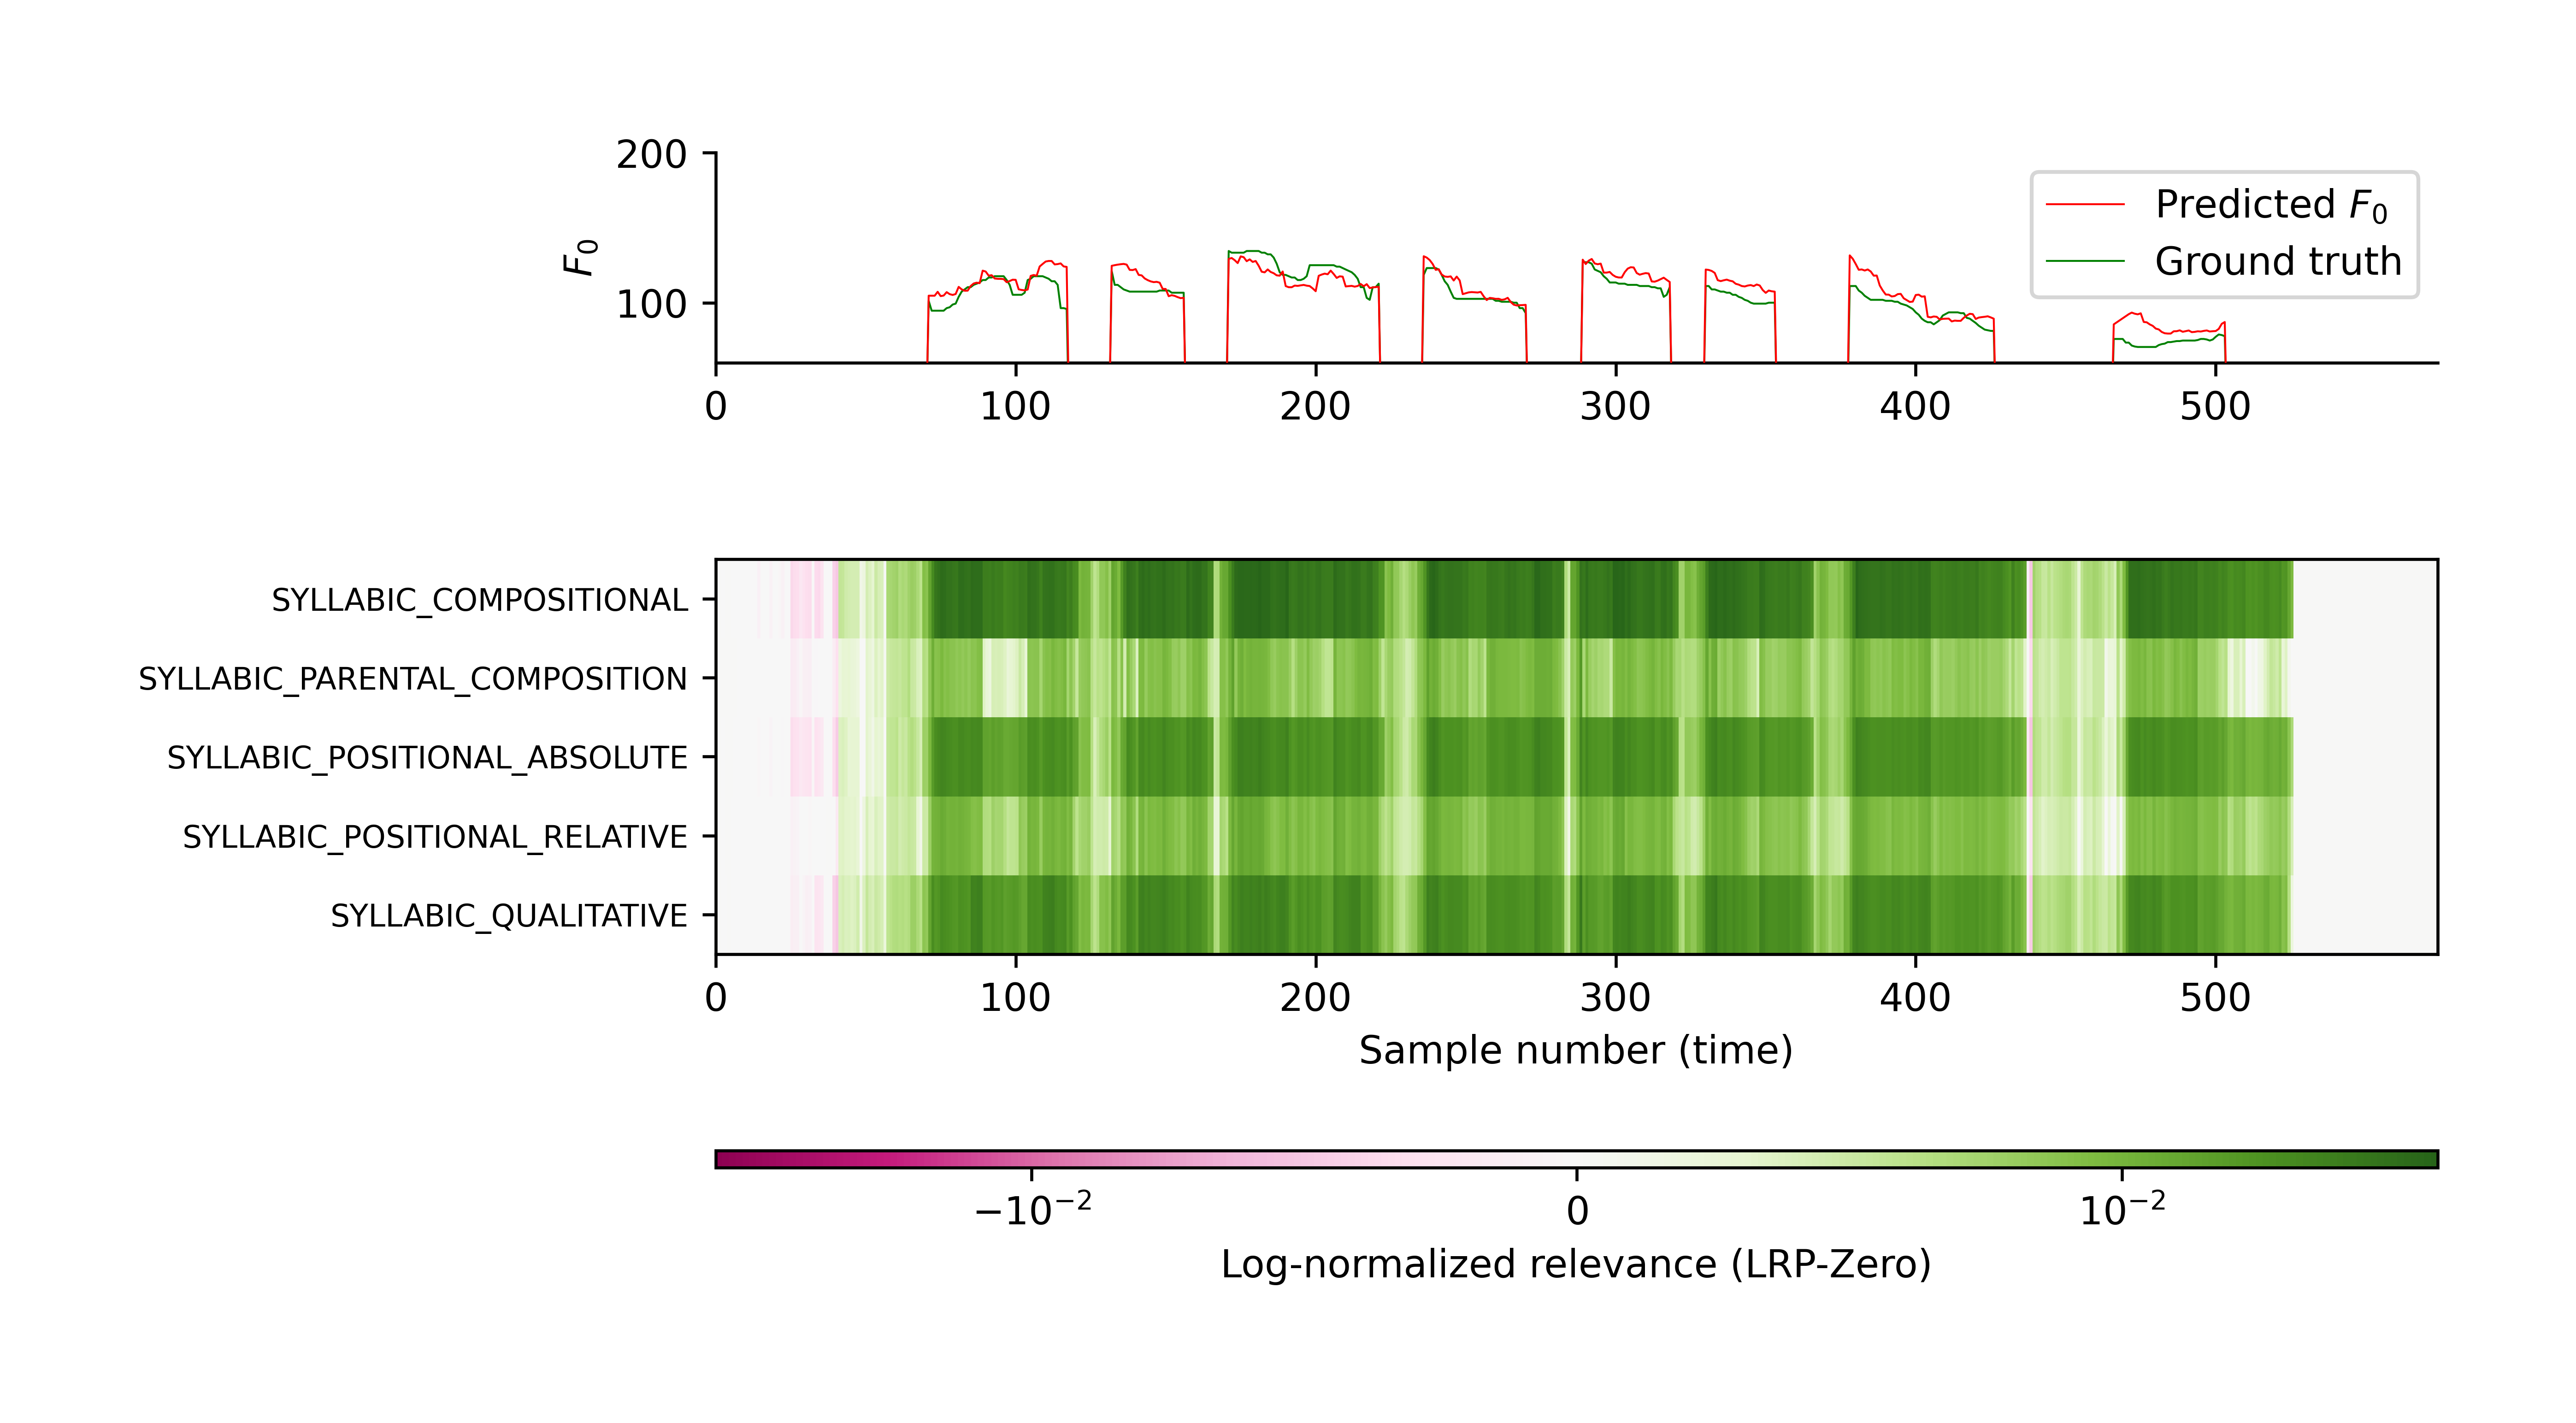 200
100
F0
Predicted F0
Ground truth
0 100 200 300 400 500
SYLLABIC_COMPOSITIONAL
SYLLABIC_PARENTAL_COMPOSITION
SYLLABIC_POSITIONAL_ABSOLUTE
SYLLABIC_POSITIONAL_RELATIVE
SYLLABIC_QUALITATIVE
0 100 200 300 400 500
Sample number (time)
−10−2 0 10−2
Log-normalized relevance (LRP-Zero)